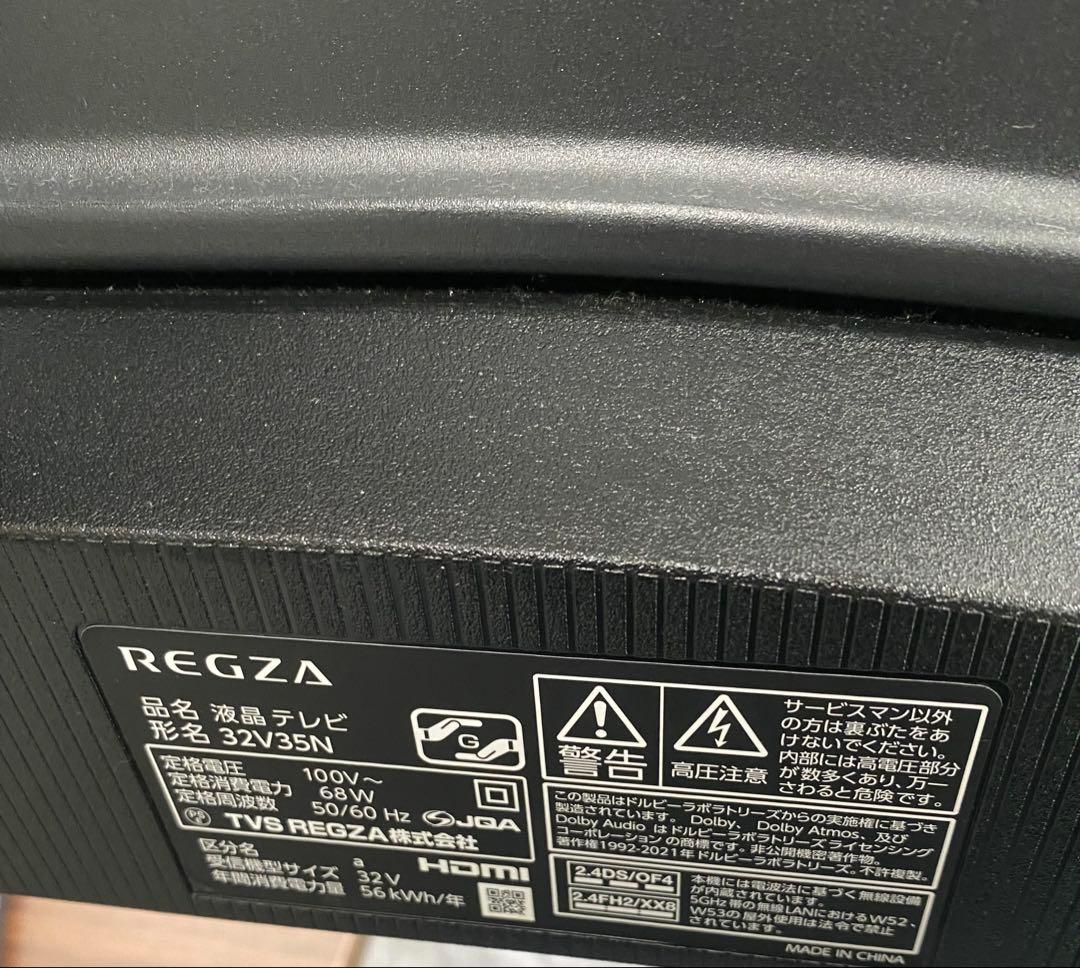 REGZA
品名 液晶テレビ
形名 32V35N
G
定格電圧 100V～
定格消費電力 68W
定格周波数 50/60 Hz
PS E TVS REGZA株式会社
JQA
区分名 a
受信機型サイズ 32V
年間消費電力量 56kWh/年
HDMI
警告
高圧注意
サービスマン以外
の方は裏ぶたをあ
けないでください。
内部には高電圧部分
が数多くあり、万一
さわると危険です。
この製品はドルビーラボラトリーズからの実施権に基づき
製造されています。 Dolby、Dolby Atmos、及び
Dolby Audio はドルビーラボラトリーズライセンシング
コーポレーションの商標です。非公開機密著作物。
著作権1992-2021年ドルビーラボラトリーズ。不許複製。
2.4DS/OF4
2.4FH2/XX8
本機には電波法に基づく無線設備
が内蔵されています。
5GHz 帯の無線LANにおけるW52、
W53の屋外使用は法令で禁止
されています。
MADE IN CHINA